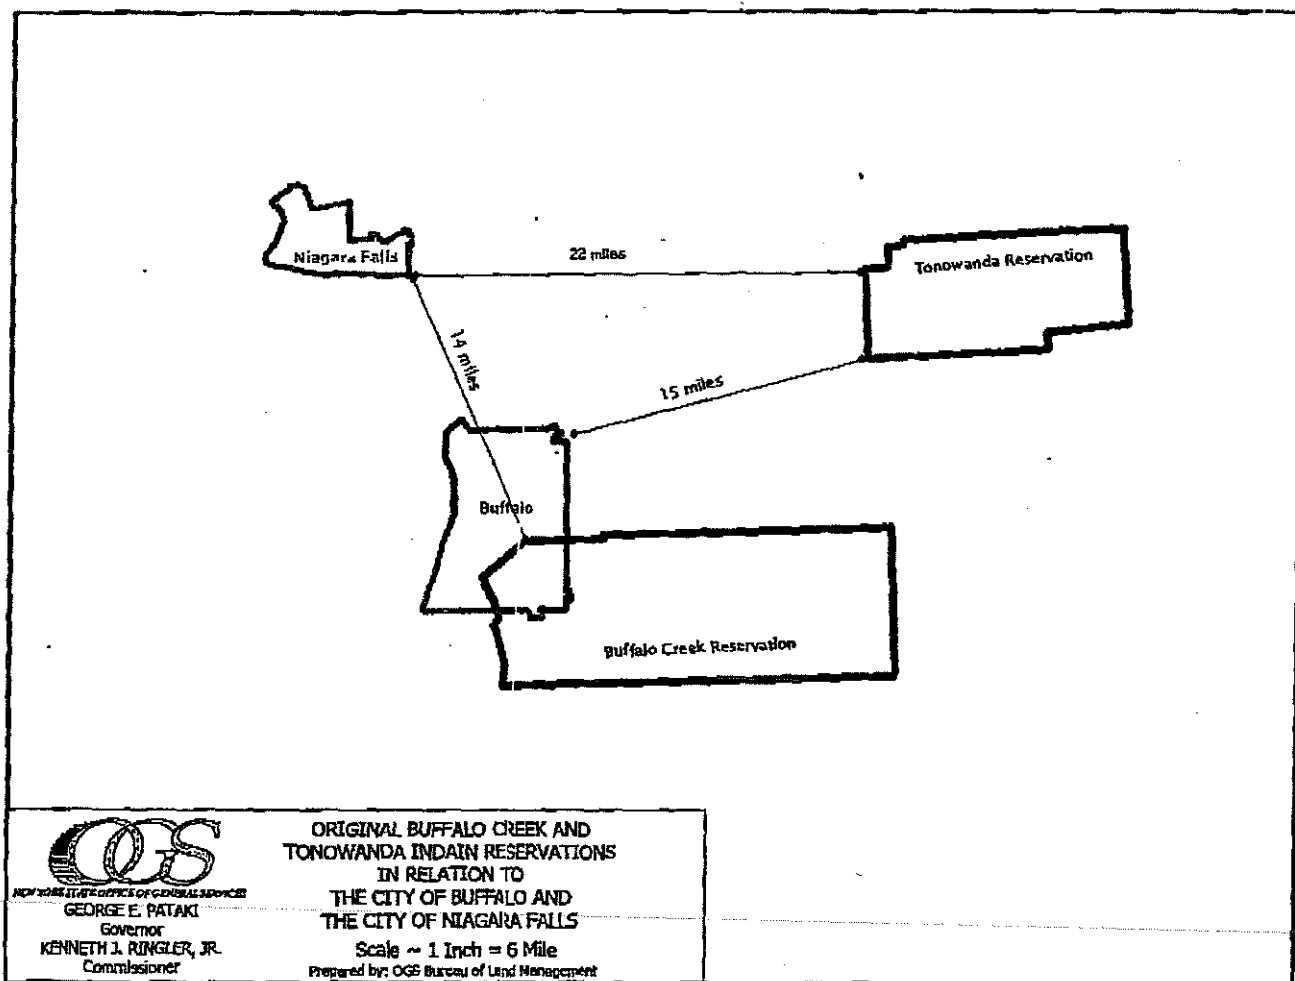 Niagara Falls
22 miles
Tonowanda Reservation
14 miles
15 miles
Buffalo
Buffalo Creek Reservation
OGS
NEW YORK STATE OFFICE OF GENERAL SERVICES
GEORGE E. PATAKI
Governor
KENNETH J. RINGLER, JR.
Commissioner
ORIGINAL BUFFALO CREEK AND
TONOWANDA INDAIN RESERVATIONS
IN RELATION TO
THE CITY OF BUFFALO AND
THE CITY OF NIAGARA FALLS
Scale ~ 1 Inch = 6 Mile
Prepared by: OGS Bureau of Land Management